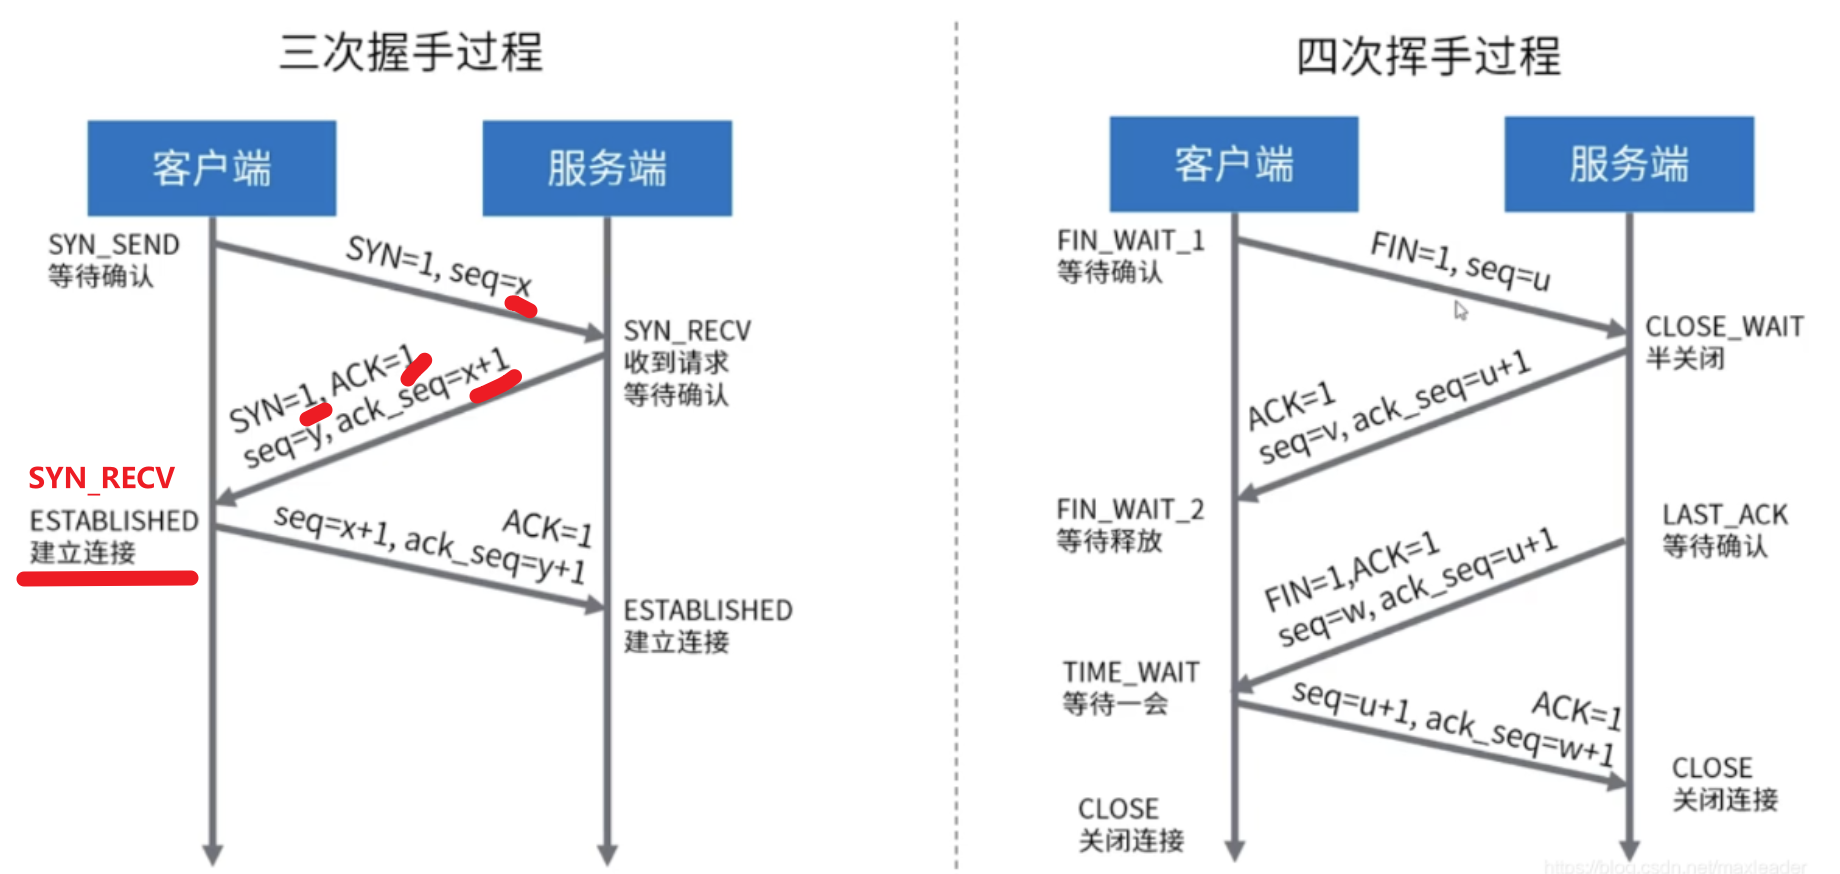 三次握手过程
客户端
服务端
SYN_SEND
等待确认
SYN=1, seq=x
SYN_RECV
收到请求
等待确认
SYN=1, ACK=1
seq=y, ack_seq=x+1
SYN_RECV
ESTABLISHED
建立连接
ACK=1
seq=x+1, ack_seq=y+1
ESTABLISHED
建立连接
四次挥手过程
客户端
服务端
FIN_WAIT_1
等待确认
FIN=1, seq=u
CLOSE_WAIT
半关闭
ACK=1
seq=v, ack_seq=u+1
FIN_WAIT_2
等待释放
LAST_ACK
等待确认
FIN=1,ACK=1
seq=w, ack_seq=u+1
TIME_WAIT
等待一会
ACK=1
seq=u+1, ack_seq=w+1
CLOSE
关闭连接
CLOSE
关闭连接
https://blog.csdn.net/maxleader